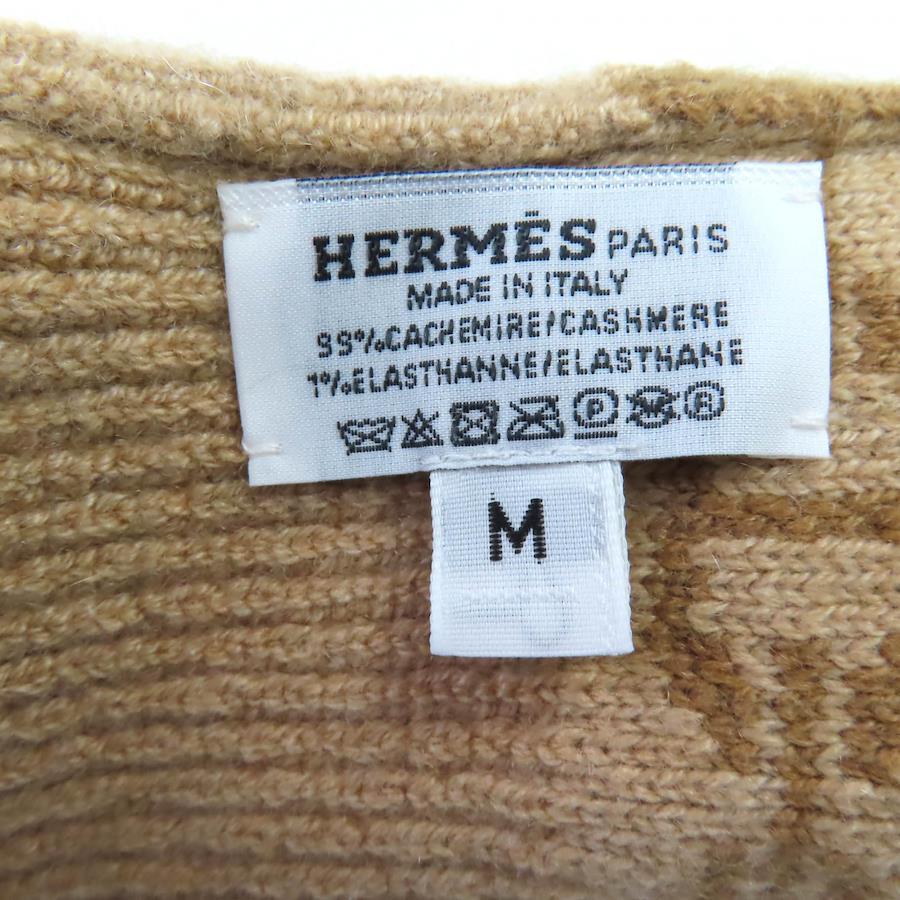 HERMÈS PARIS
MADE IN ITALY
99%CACHEMIRE/CASHMERE
1%ELASTHANNE/ELASTHANE
P R
M